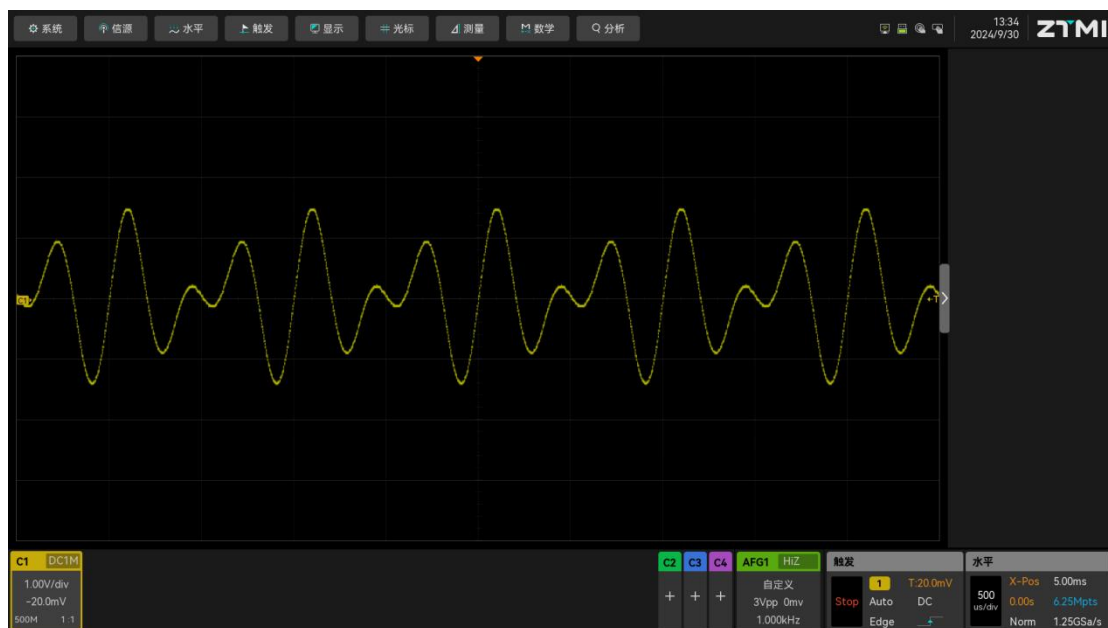 系统 信源 水平 触发 显示 光标 测量 数学 分析 13:34 2024/9/30 ZTMI
C1
T
C1 DC1M
1.00V/div
-20.0mV
500M 1:1
C2 C3 C4
+ + +
AFG1 HiZ
自定义
3Vpp 0mv
1.000kHz
触发
Stop
1 T:20.0mV
Auto DC
Edge
水平
500 us/div
X-Pos 5.00ms
0.00s 6.25Mpts
Norm 1.25GSa/s